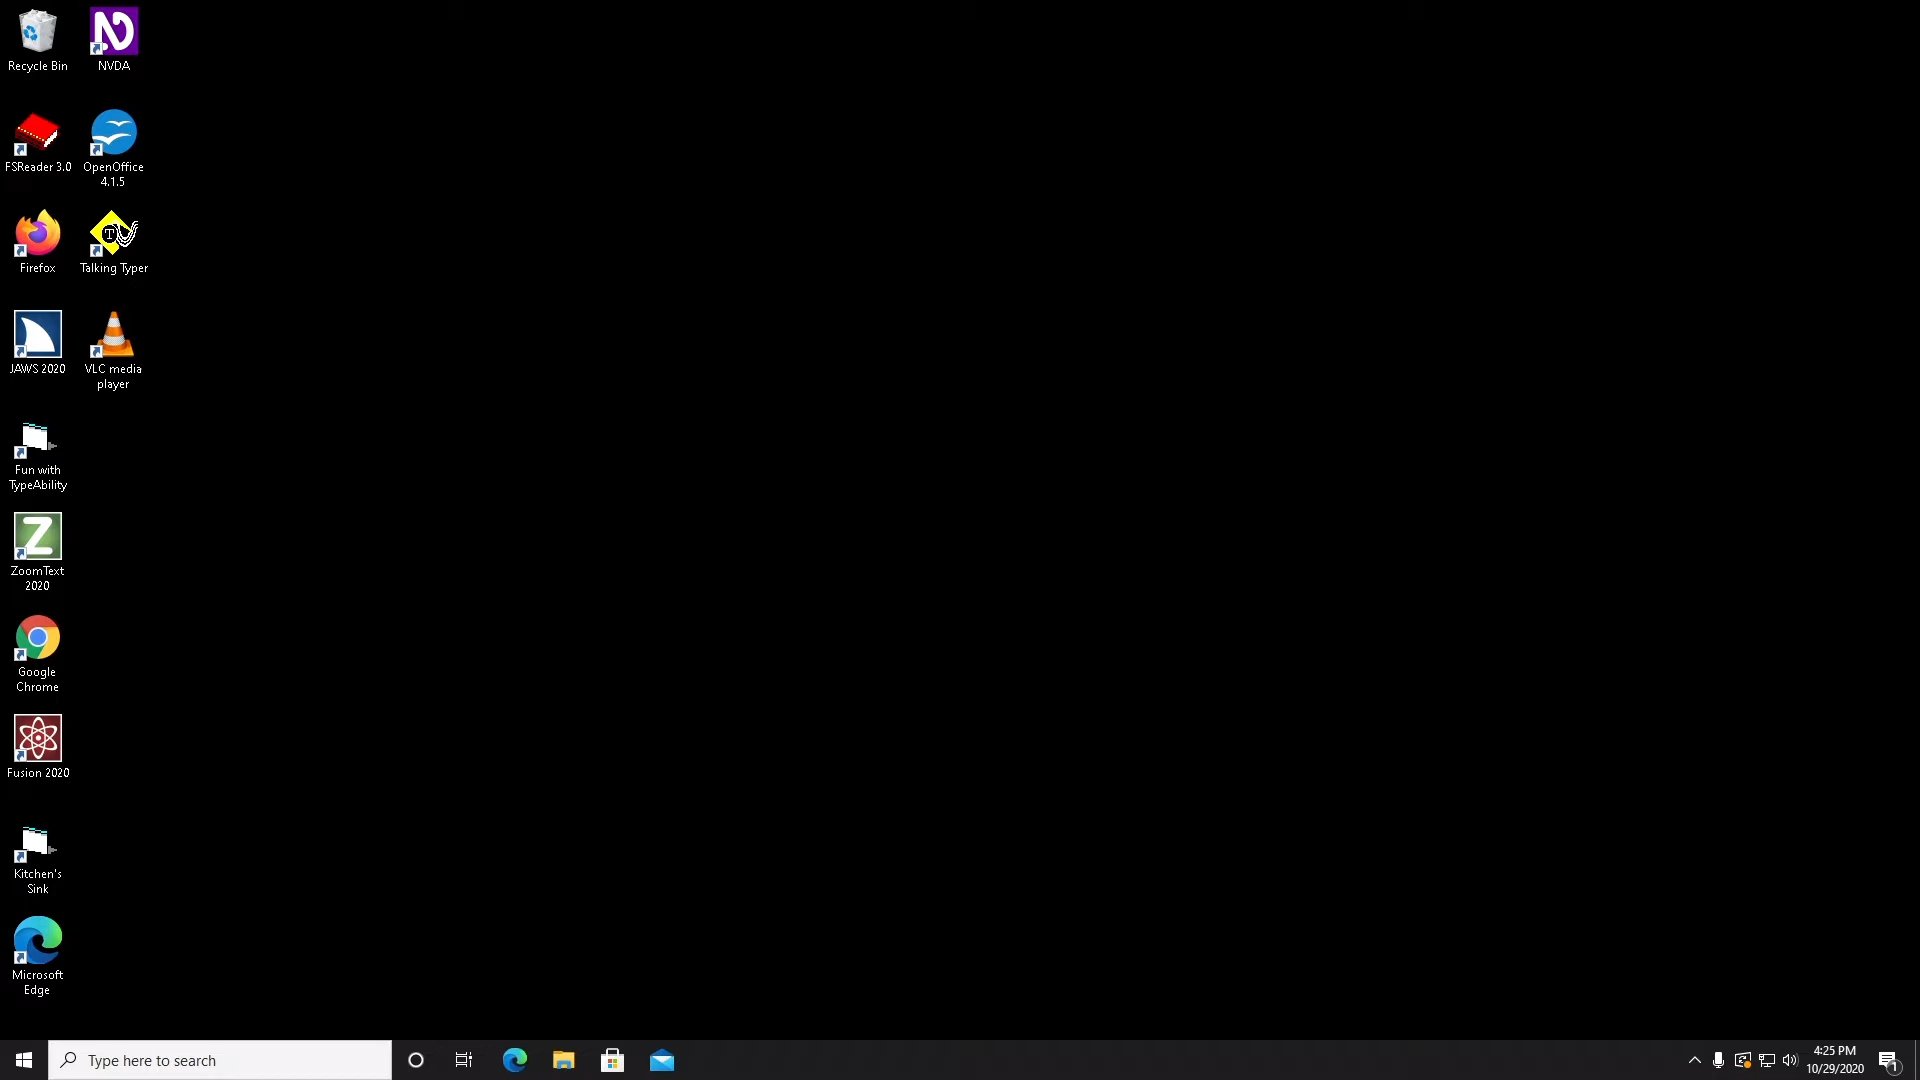 Recycle Bin
NVDA
FSReader 3.0
OpenOffice
4.1.5
Firefox
Talking Typer
JAWS 2020
VLC media
player
Fun with
TypeAbility
ZoomText
2020
Google
Chrome
Fusion 2020
Kitchen's
Sink
Microsoft
Edge
Type here to search
4:25 PM
10/29/2020
1